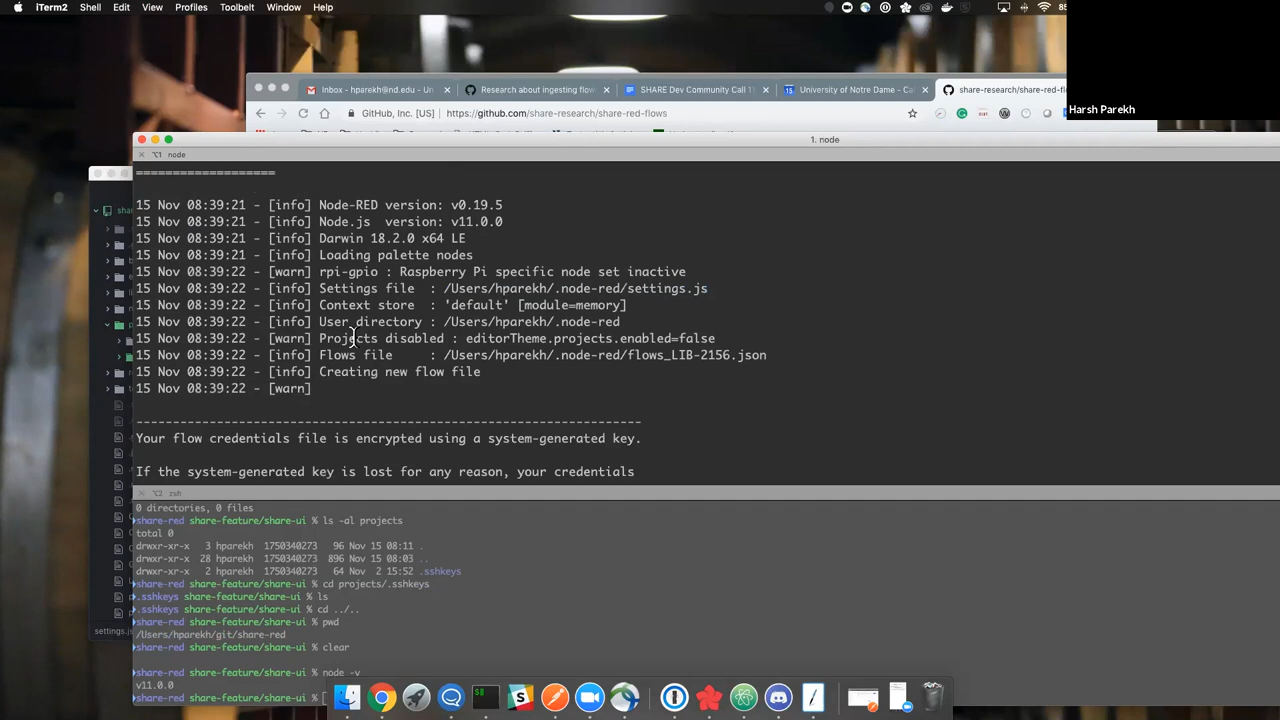 iTerm2 Shell Edit View Profiles Toolbelt Window Help
Harsh Parekh
Inbox - hparekh@nd.edu - Un
Research about ingesting flow
SHARE Dev Community Call 1
University of Notre Dame - Ca
share-research/share-red-flow
GitHub, Inc. [US] https://github.com/share-research/share-red-flows
1. node
⌥1 node
===================
15 Nov 08:39:21 - [info] Node-RED version: v0.19.5
15 Nov 08:39:21 - [info] Node.js version: v11.0.0
15 Nov 08:39:21 - [info] Darwin 18.2.0 x64 LE
15 Nov 08:39:21 - [info] Loading palette nodes
15 Nov 08:39:22 - [warn] rpi-gpio : Raspberry Pi specific node set inactive
15 Nov 08:39:22 - [info] Settings file : /Users/hparekh/.node-red/settings.js
15 Nov 08:39:22 - [info] Context store : 'default' [module=memory]
15 Nov 08:39:22 - [info] User directory : /Users/hparekh/.node-red
15 Nov 08:39:22 - [warn] Projects disabled : editorTheme.projects.enabled=false
15 Nov 08:39:22 - [info] Flows file : /Users/hparekh/.node-red/flows_LIB-2156.json
15 Nov 08:39:22 - [info] Creating new flow file
15 Nov 08:39:22 - [warn]
---------------------------------------------------------------------
Your flow credentials file is encrypted using a system-generated key.
If the system-generated key is lost for any reason, your credentials
⌥2 zsh
0 directories, 0 files
share-red share-feature/share-ui % ls -al projects
total 0
drwxr-xr-x 3 hparekh 1750340273 96 Nov 15 08:11 .
drwxr-xr-x 28 hparekh 1750340273 896 Nov 15 08:03 ..
drwxr-xr-x 2 hparekh 1750340273 64 Nov 2 15:52 .sshkeys
share-red share-feature/share-ui % cd projects/.sshkeys
.sshkeys share-feature/share-ui % ls
.sshkeys share-feature/share-ui % cd ../..
share-red share-feature/share-ui % pwd
/Users/hparekh/git/share-red
share-red share-feature/share-ui % clear
share-red share-feature/share-ui % node -v
v11.0.0
share-red share-feature/share-ui %
settings.js